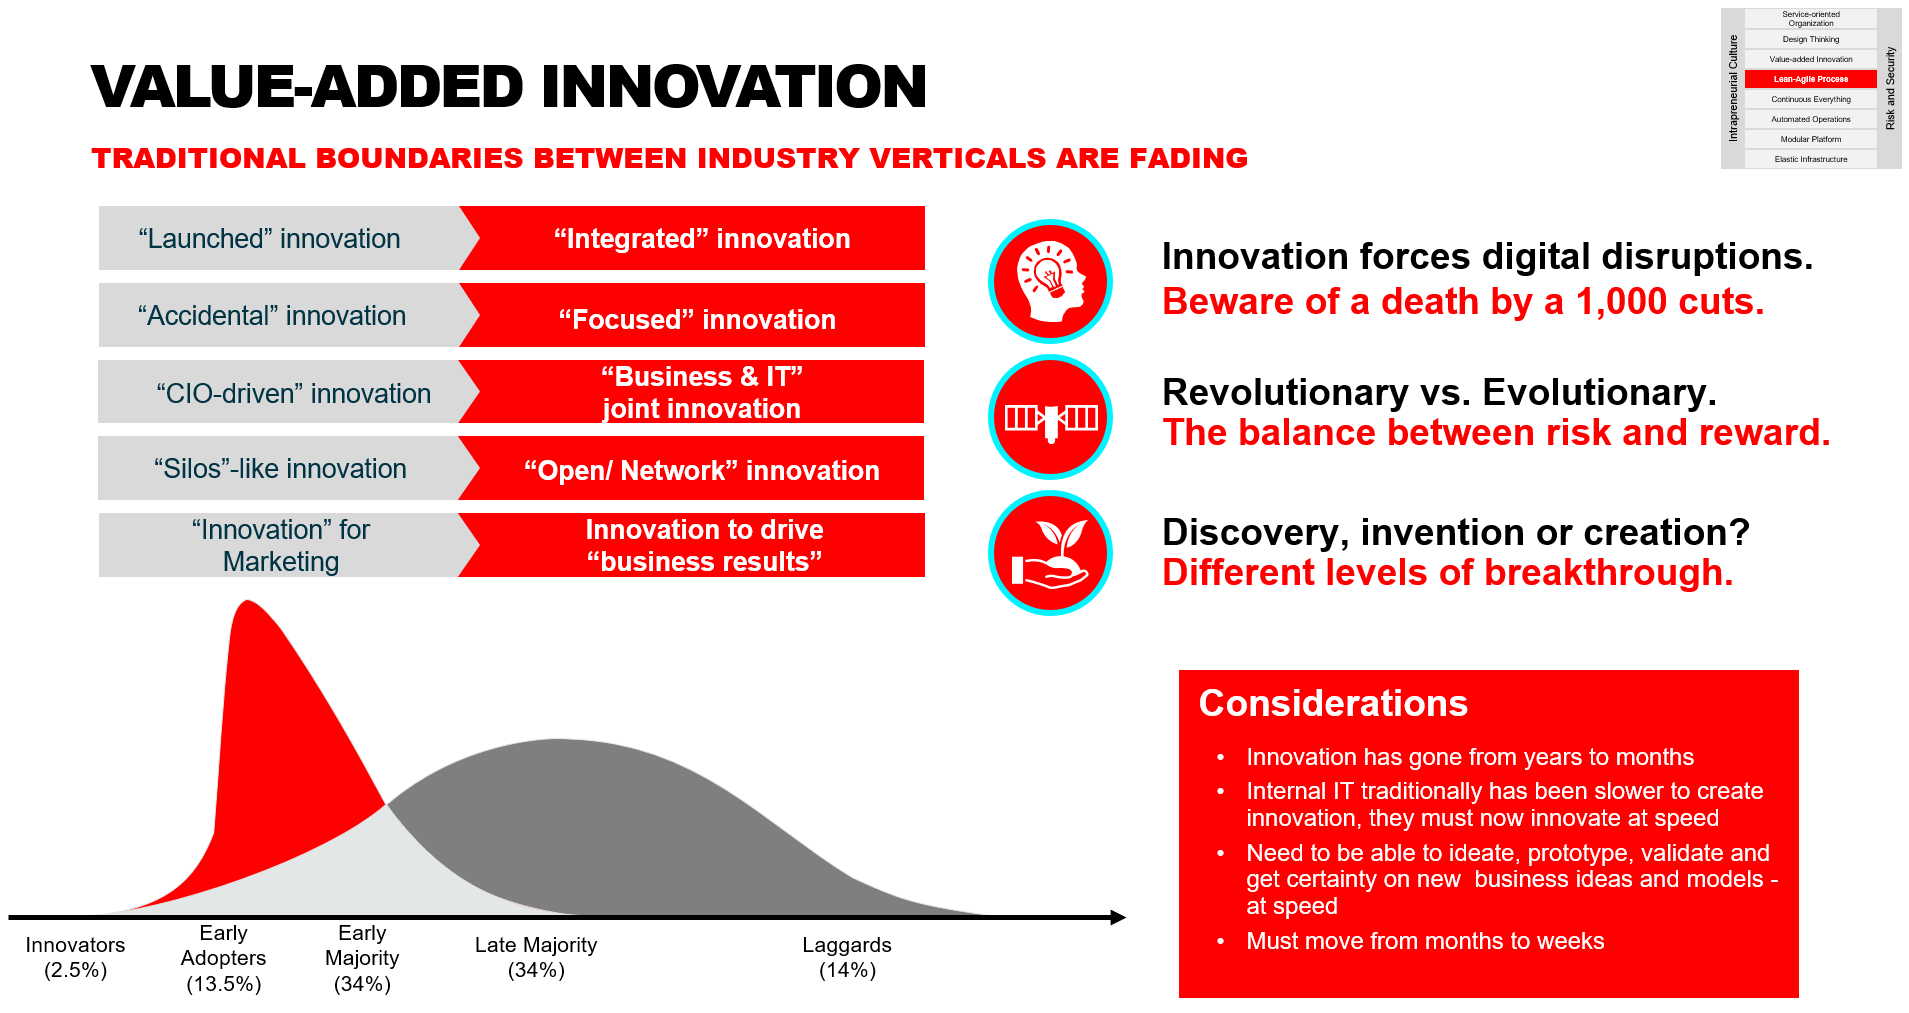 Service-oriented
Organization
Design Thinking
Value-added Innovation
Lean-Agile Process
Continuous Everything
Automated Operations
Modular Platform
Elastic Infrastructure
Intrapreneurial Culture
Risk and Security
VALUE-ADDED INNOVATION
TRADITIONAL BOUNDARIES BETWEEN INDUSTRY VERTICALS ARE FADING
“Launched” innovation
“Integrated” innovation
“Accidental” innovation
“Focused” innovation
“CIO-driven” innovation
“Business & IT”
joint innovation
“Silos”-like innovation
“Open/ Network” innovation
“Innovation” for
Marketing
Innovation to drive
“business results”
Innovation forces digital disruptions.
Beware of a death by a 1,000 cuts.
Revolutionary vs. Evolutionary.
The balance between risk and reward.
Discovery, invention or creation?
Different levels of breakthrough.
Innovators
(2.5%)
Early
Adopters
(13.5%)
Early
Majority
(34%)
Late Majority
(34%)
Laggards
(14%)
Considerations
• Innovation has gone from years to months
• Internal IT traditionally has been slower to create
innovation, they must now innovate at speed
• Need to be able to ideate, prototype, validate and
get certainty on new  business ideas and models -
at speed
• Must move from months to weeks